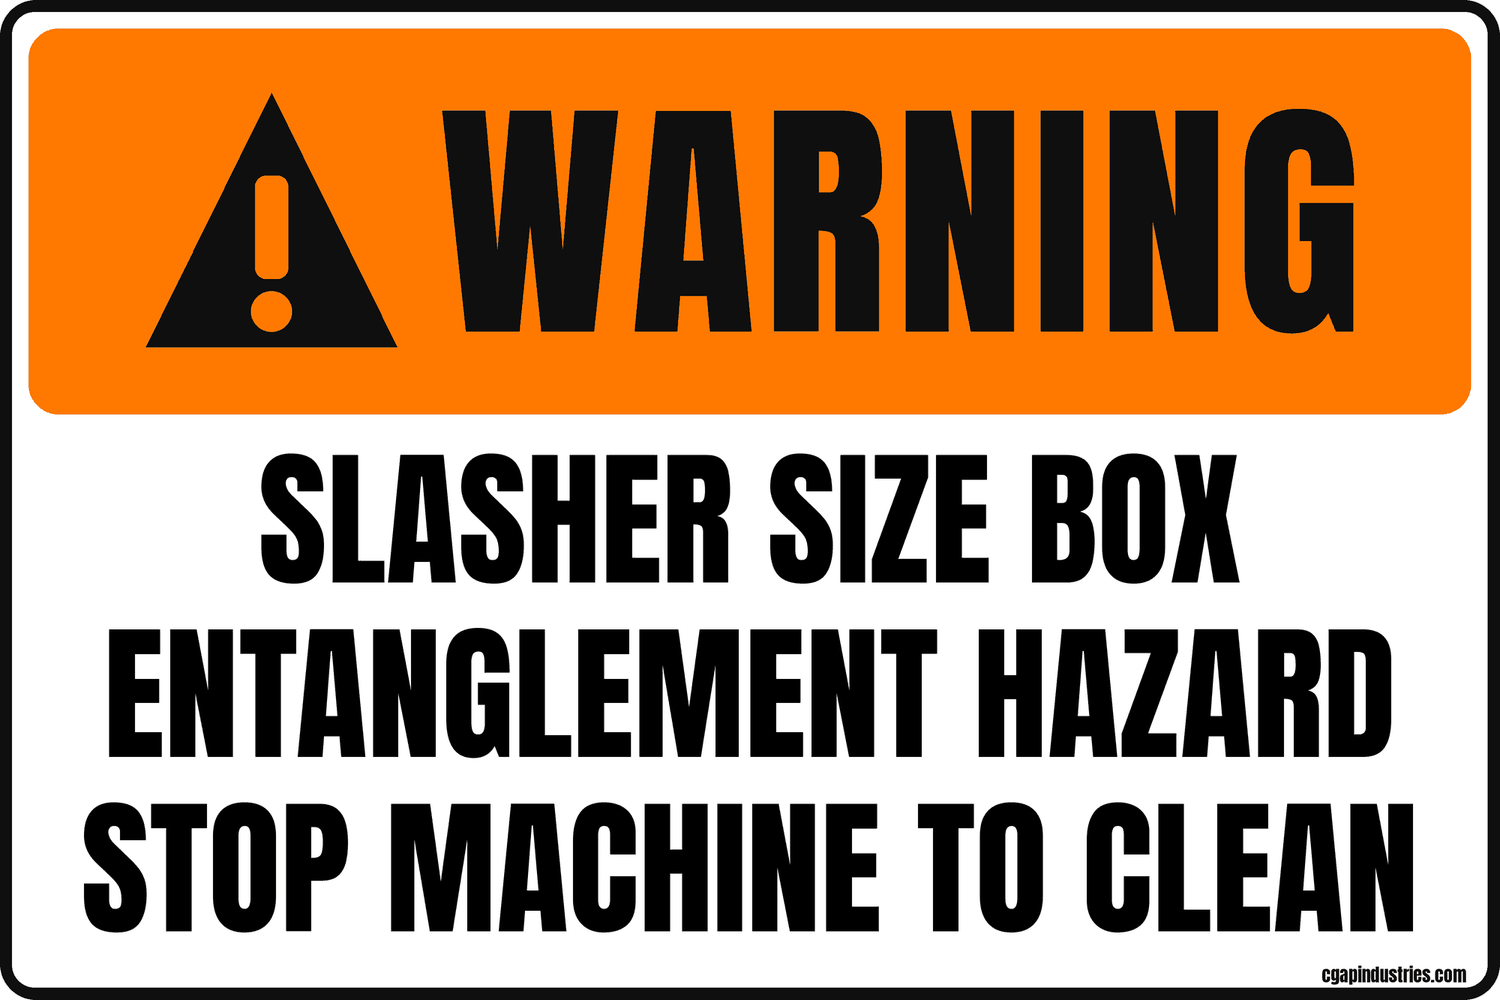 WARNING
SLASHER SIZE BOX
ENTANGLEMENT HAZARD
STOP MACHINE TO CLEAN
cgapindustries.com